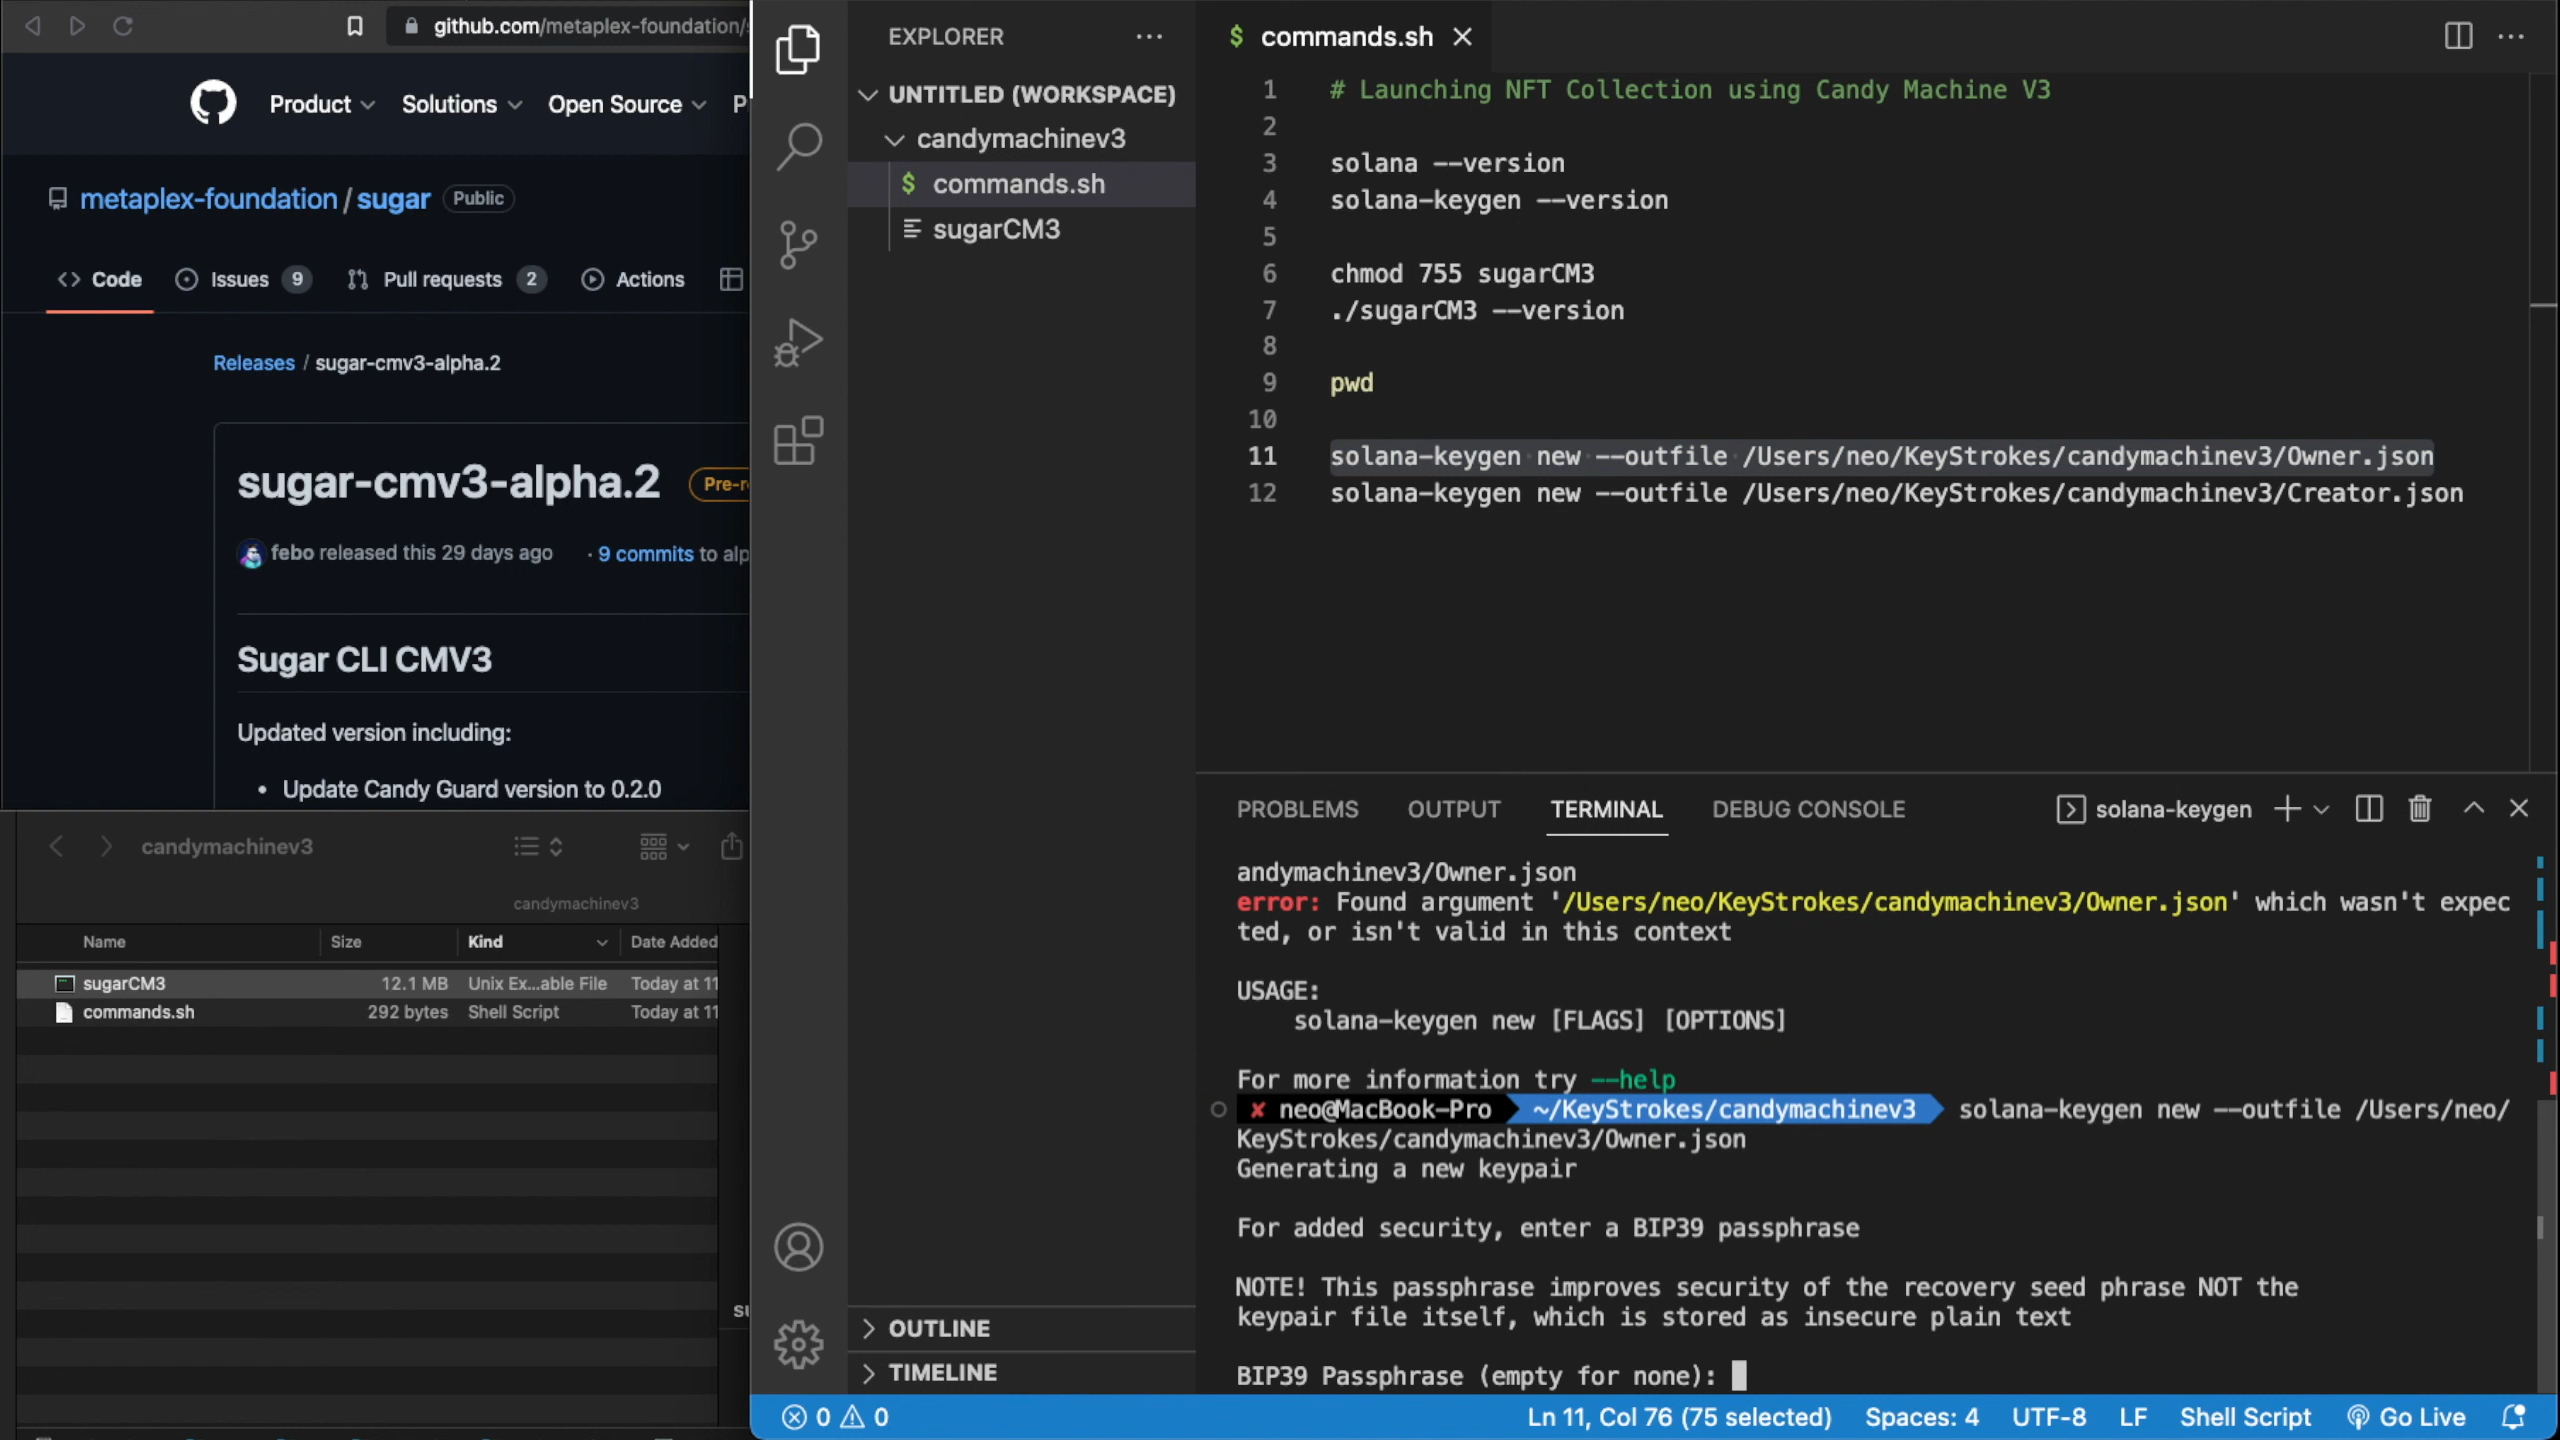 github.com/metaplex-foundation/s
Product
Solutions
Open Source
P
metaplex-foundation / sugar
Public
Code
Issues 9
Pull requests 2
Actions
Releases / sugar-cmv3-alpha.2
sugar-cmv3-alpha.2
Pre-r
febo released this 29 days ago · 9 commits to alp
Sugar CLI CMV3
Updated version including:
• Update Candy Guard version to 0.2.0
candymachinev3
candymachinev3
Name Size Kind Date Added
sugarCM3 12.1 MB Unix Ex...able File Today at 11
commands.sh 292 bytes Shell Script Today at 11
su
EXPLORER
UNTITLED (WORKSPACE)
candymachinev3
$ commands.sh
sugarCM3
OUTLINE
TIMELINE
$ commands.sh
1 # Launching NFT Collection using Candy Machine V3
2
3 solana --version
4 solana-keygen --version
5
6 chmod 755 sugarCM3
7 ./sugarCM3 --version
8
9 pwd
10
11 solana-keygen new --outfile /Users/neo/KeyStrokes/candymachinev3/Owner.json
12 solana-keygen new --outfile /Users/neo/KeyStrokes/candymachinev3/Creator.json
PROBLEMS OUTPUT TERMINAL DEBUG CONSOLE
solana-keygen
andymachinev3/Owner.json
error: Found argument '/Users/neo/KeyStrokes/candymachinev3/Owner.json' which wasn't expec
ted, or isn't valid in this context
USAGE:
solana-keygen new [FLAGS] [OPTIONS]
For more information try --help
✘ neo@MacBook-Pro ~/KeyStrokes/candymachinev3 solana-keygen new --outfile /Users/neo/
KeyStrokes/candymachinev3/Owner.json
Generating a new keypair
For added security, enter a BIP39 passphrase
NOTE! This passphrase improves security of the recovery seed phrase NOT the
keypair file itself, which is stored as insecure plain text
BIP39 Passphrase (empty for none):
0 0
Ln 11, Col 76 (75 selected) Spaces: 4 UTF-8 LF Shell Script Go Live